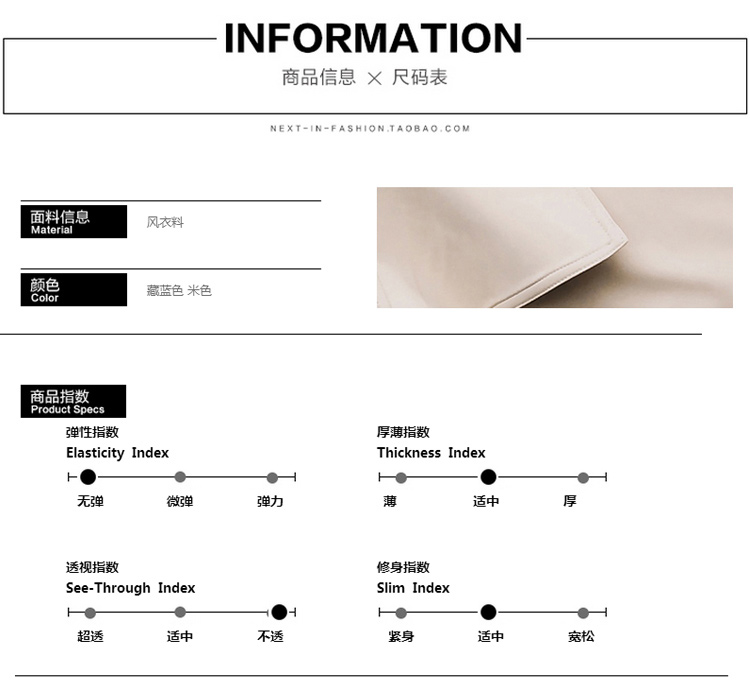 INFORMATION
商品信息 × 尺码表
NEXT-IN-FASHION.TAOBAO.COM
面料信息
Material
风衣料
颜色
Color
藏蓝色 米色
商品指数
Product Specs
弹性指数
Elasticity Index
无弹 微弹 弹力
厚薄指数
Thickness Index
薄 适中 厚
透视指数
See-Through Index
超透 适中 不透
修身指数
Slim Index
紧身 适中 宽松